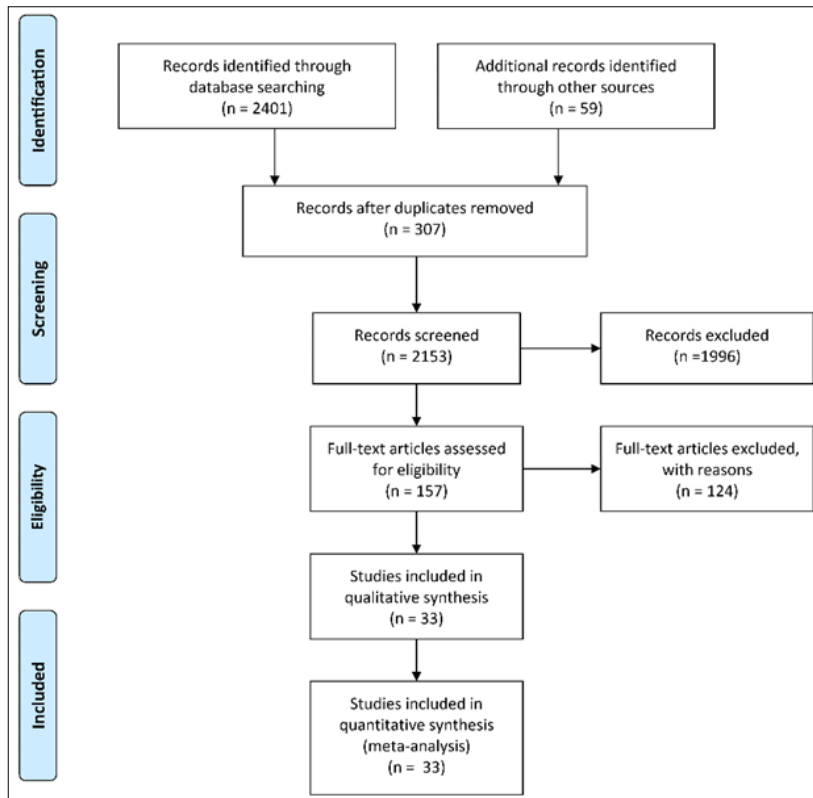 Identification
Records identified through
database searching
(n = 2401)
Additional records identified
through other sources
(n = 59)
Records after duplicates removed
(n = 307)
Screening
Records screened
(n = 2153)
Records excluded
(n =1996)
Eligibility
Full-text articles assessed
for eligibility
(n = 157)
Full-text articles excluded,
with reasons
(n = 124)
Studies included in
qualitative synthesis
(n = 33)
Included
Studies included in
quantitative synthesis
(meta-analysis)
(n = 33)